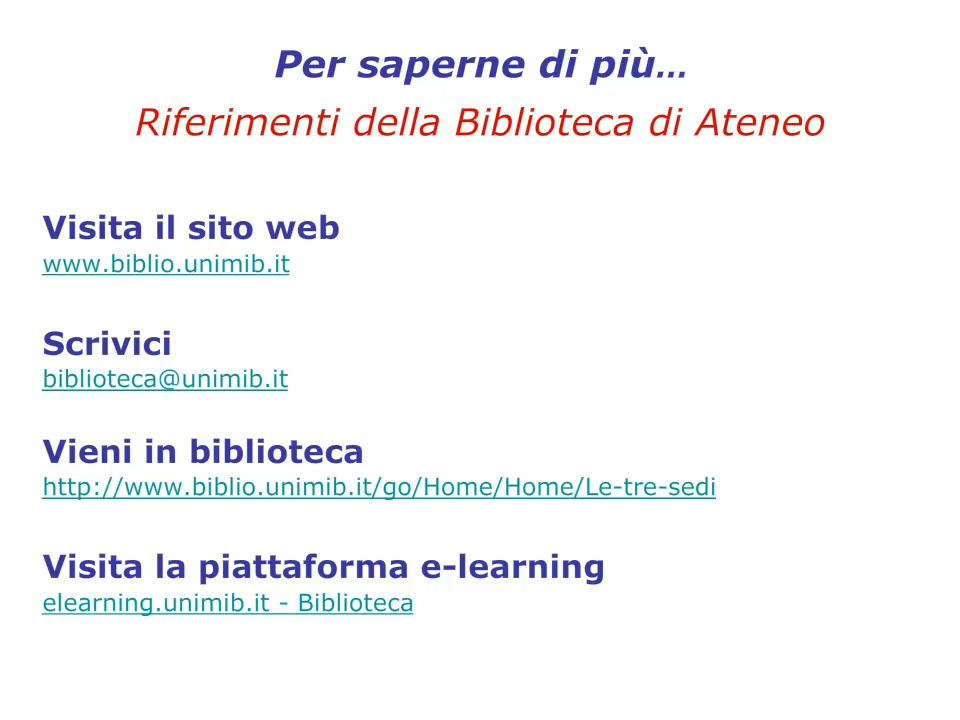 Per saperne di più...
Riferimenti della Biblioteca di Ateneo
Visita il sito web
www.biblio.unimib.it
Scrivici
biblioteca@unimib.it
Vieni in biblioteca
http://www.biblio.unimib.it/go/Home/Home/Le-tre-sedi
Visita la piattaforma e-learning
elearning.unimib.it - Biblioteca